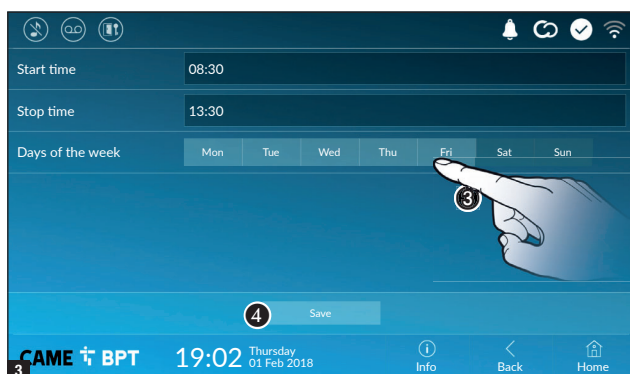 Start time 08:30
Stop time 13:30
Days of the week Mon Tue Wed Thu Fri Sat Sun
3
4 Save
CAME BPT 19:02 Thursday
01 Feb 2018
Info Back Home
3